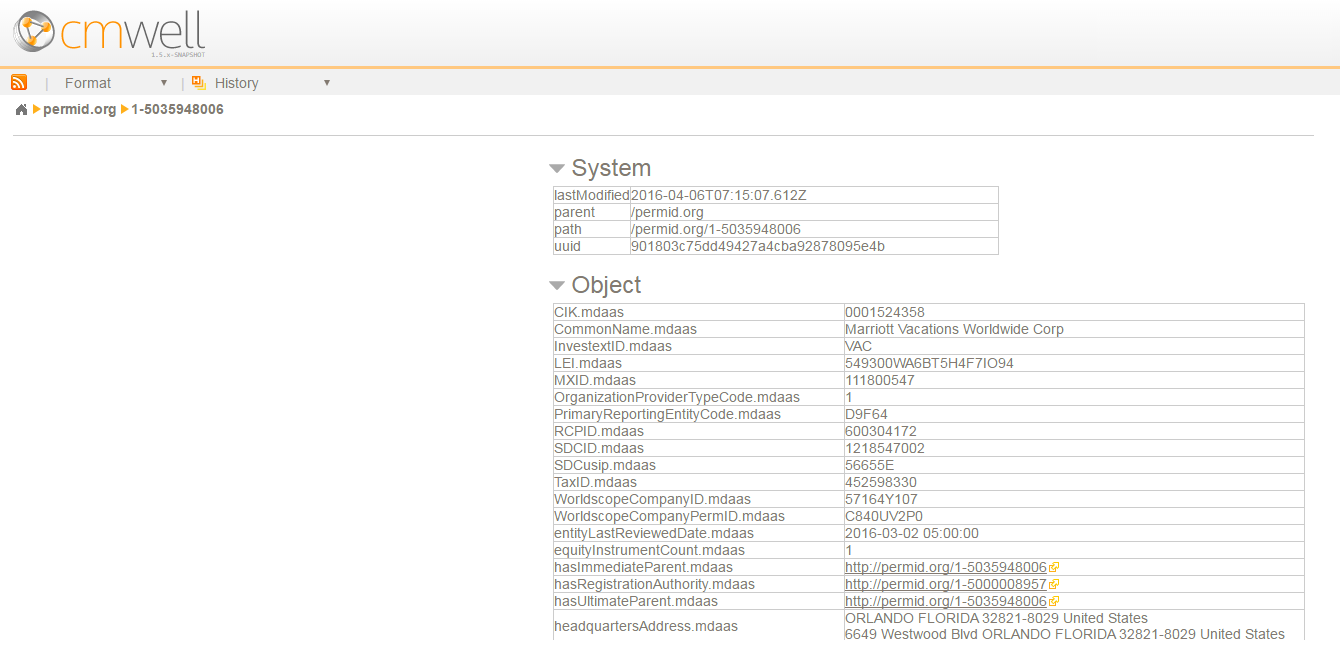 cmwell
1.5.x-SNAPSHOT
| Format ▼ | History ▼
permid.org 1-5035948006
System
lastModified 2016-04-06T07:15:07.612Z
parent /permid.org
path /permid.org/1-5035948006
uuid 901803c75dd49427a4cba92878095e4b
Object
CIK.mdaas 0001524358
CommonName.mdaas Marriott Vacations Worldwide Corp
InvestextID.mdaas VAC
LEI.mdaas 549300WA6BT5H4F7IO94
MXID.mdaas 111800547
OrganizationProviderTypeCode.mdaas 1
PrimaryReportingEntityCode.mdaas D9F64
RCPID.mdaas 600304172
SDCID.mdaas 1218547002
SDCusip.mdaas 56655E
TaxID.mdaas 452598330
WorldscopeCompanyID.mdaas 57164Y107
WorldscopeCompanyPermID.mdaas C840UV2P0
entityLastReviewedDate.mdaas 2016-03-02 05:00:00
equityInstrumentCount.mdaas 1
hasImmediateParent.mdaas http://permid.org/1-5035948006
hasRegistrationAuthority.mdaas http://permid.org/1-5000008957
hasUltimateParent.mdaas http://permid.org/1-5035948006
headquartersAddress.mdaas ORLANDO FLORIDA 32821-8029 United States
6649 Westwood Blvd ORLANDO FLORIDA 32821-8029 United States